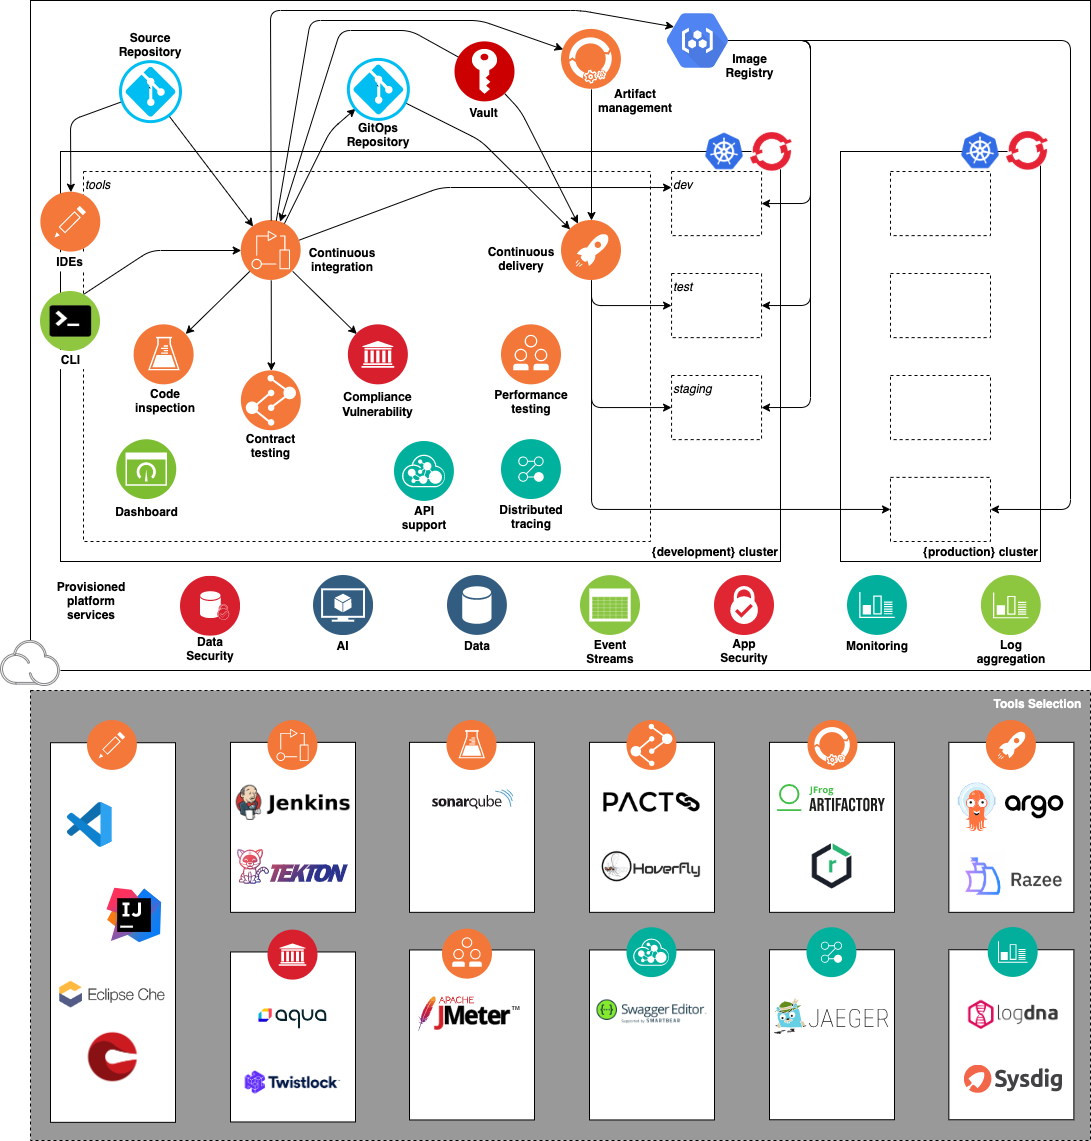 Source
Repository
GitOps
Repository
Vault
Artifact
management
Image
Registry
tools
IDEs
CLI
Continuous
integration
Continuous
delivery
dev
test
staging
Code
inspection
Contract
testing
Compliance
Vulnerability
Performance
testing
Dashboard
API
support
Distributed
tracing
{development} cluster
{production} cluster
Provisioned
platform
services
Data
Security
AI
Data
Event
Streams
App
Security
Monitoring
Log
aggregation
Tools Selection
IJ
Eclipse Che
Jenkins
TEKTON
sonarqube
PACT
Hoverfly
JFrog
ARTIFACTORY
r
argo
Razee
aqua
Twistlock
APACHE
JMeter™
Swagger Editor.
Supported by SMARTBEAR
JAEGER
logdna
Sysdig